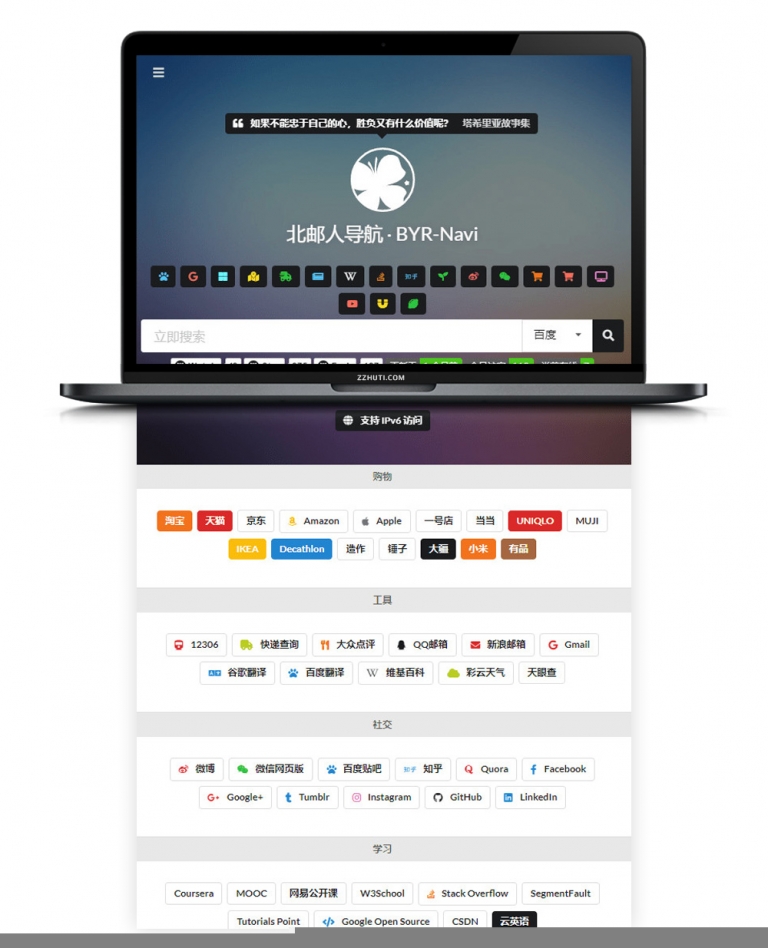 如果不能忠于自己的心，胜负又有什么价值呢？ 塔希里亚故事集
北邮人导航 · BYR-Navi
W 知乎
立即搜索 百度
ZZHUTI.COM
支持 IPv6 访问
购物
淘宝 天猫 京东 Amazon Apple 一号店 当当 UNIQLO MUJI
IKEA Decathlon 造作 锤子 大疆 小米 有品
工具
12306 快递查询 大众点评 QQ邮箱 新浪邮箱 Gmail
谷歌翻译 百度翻译 维基百科 彩云天气 天眼查
社交
微博 微信网页版 百度贴吧 知乎 Quora Facebook
Google+ Tumblr Instagram GitHub LinkedIn
学习
Coursera MOOC 网易公开课 W3School Stack Overflow SegmentFault
Tutorials Point Google Open Source CSDN 云英语